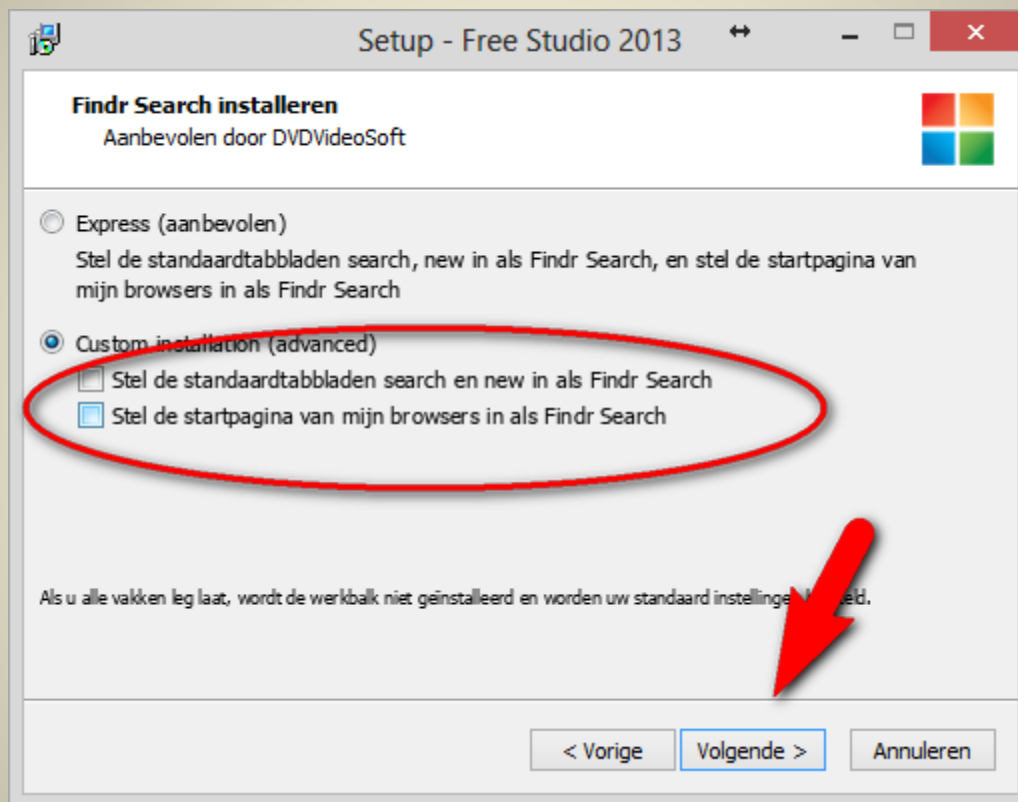 Setup - Free Studio 2013
Findr Search installeren
Aanbevolen door DVDVideoSoft
Express (aanbevolen)
Stel de standaardtabbladen search, new in als Findr Search, en stel de startpagina van
mijn browsers in als Findr Search
Custom installation (advanced)
Stel de standaardtabbladen search en new in als Findr Search
Stel de startpagina van mijn browsers in als Findr Search
Als u alle vakken leg laat, wordt de werkbalk niet geïnstalleerd en worden uw standaard
< Vorige
Volgende >
Annuleren